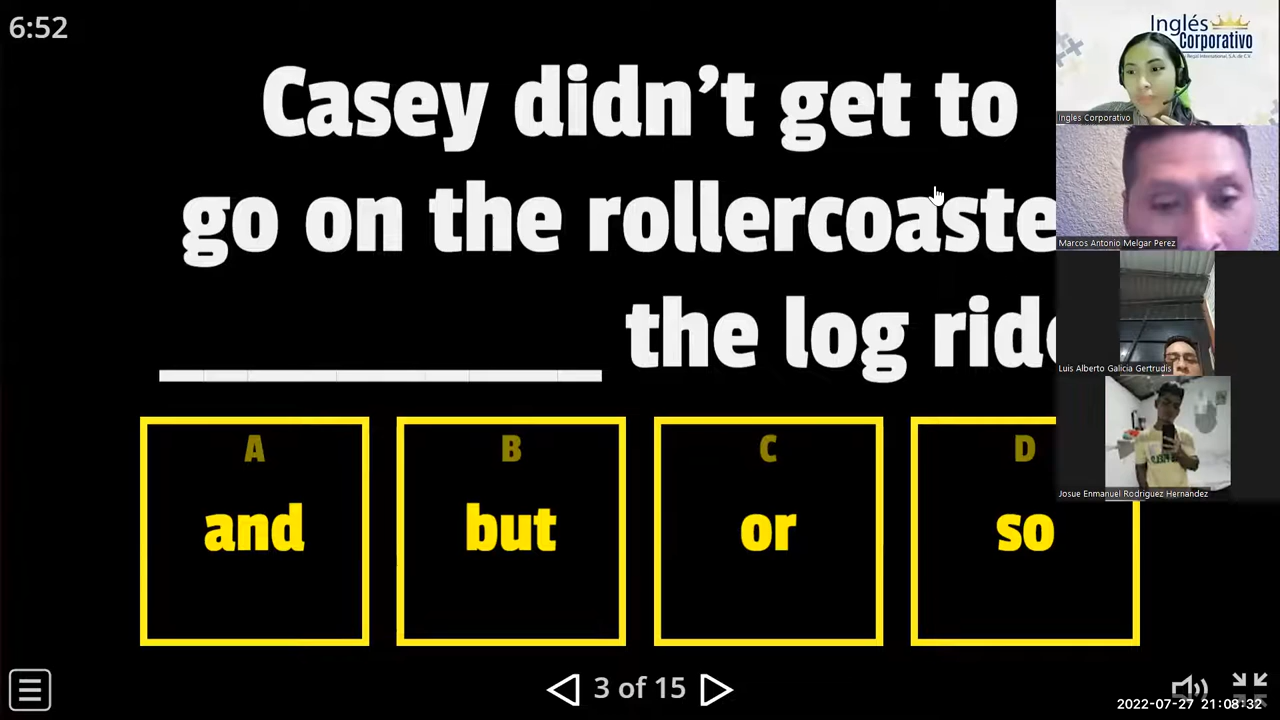 6:52
Casey didn't get to
go on the rollercoaste
__________ the log rid
A
and
B
but
C
or
D
so
3 of 15
Inglés
Corporativo
Ingles Corporativo
Marcos Antonio Melgar Perez
Luis Alberto Galicia Gertrudis
Josue Enmanuel Rodriguez Hernandez
2022-07-27 21:08:32